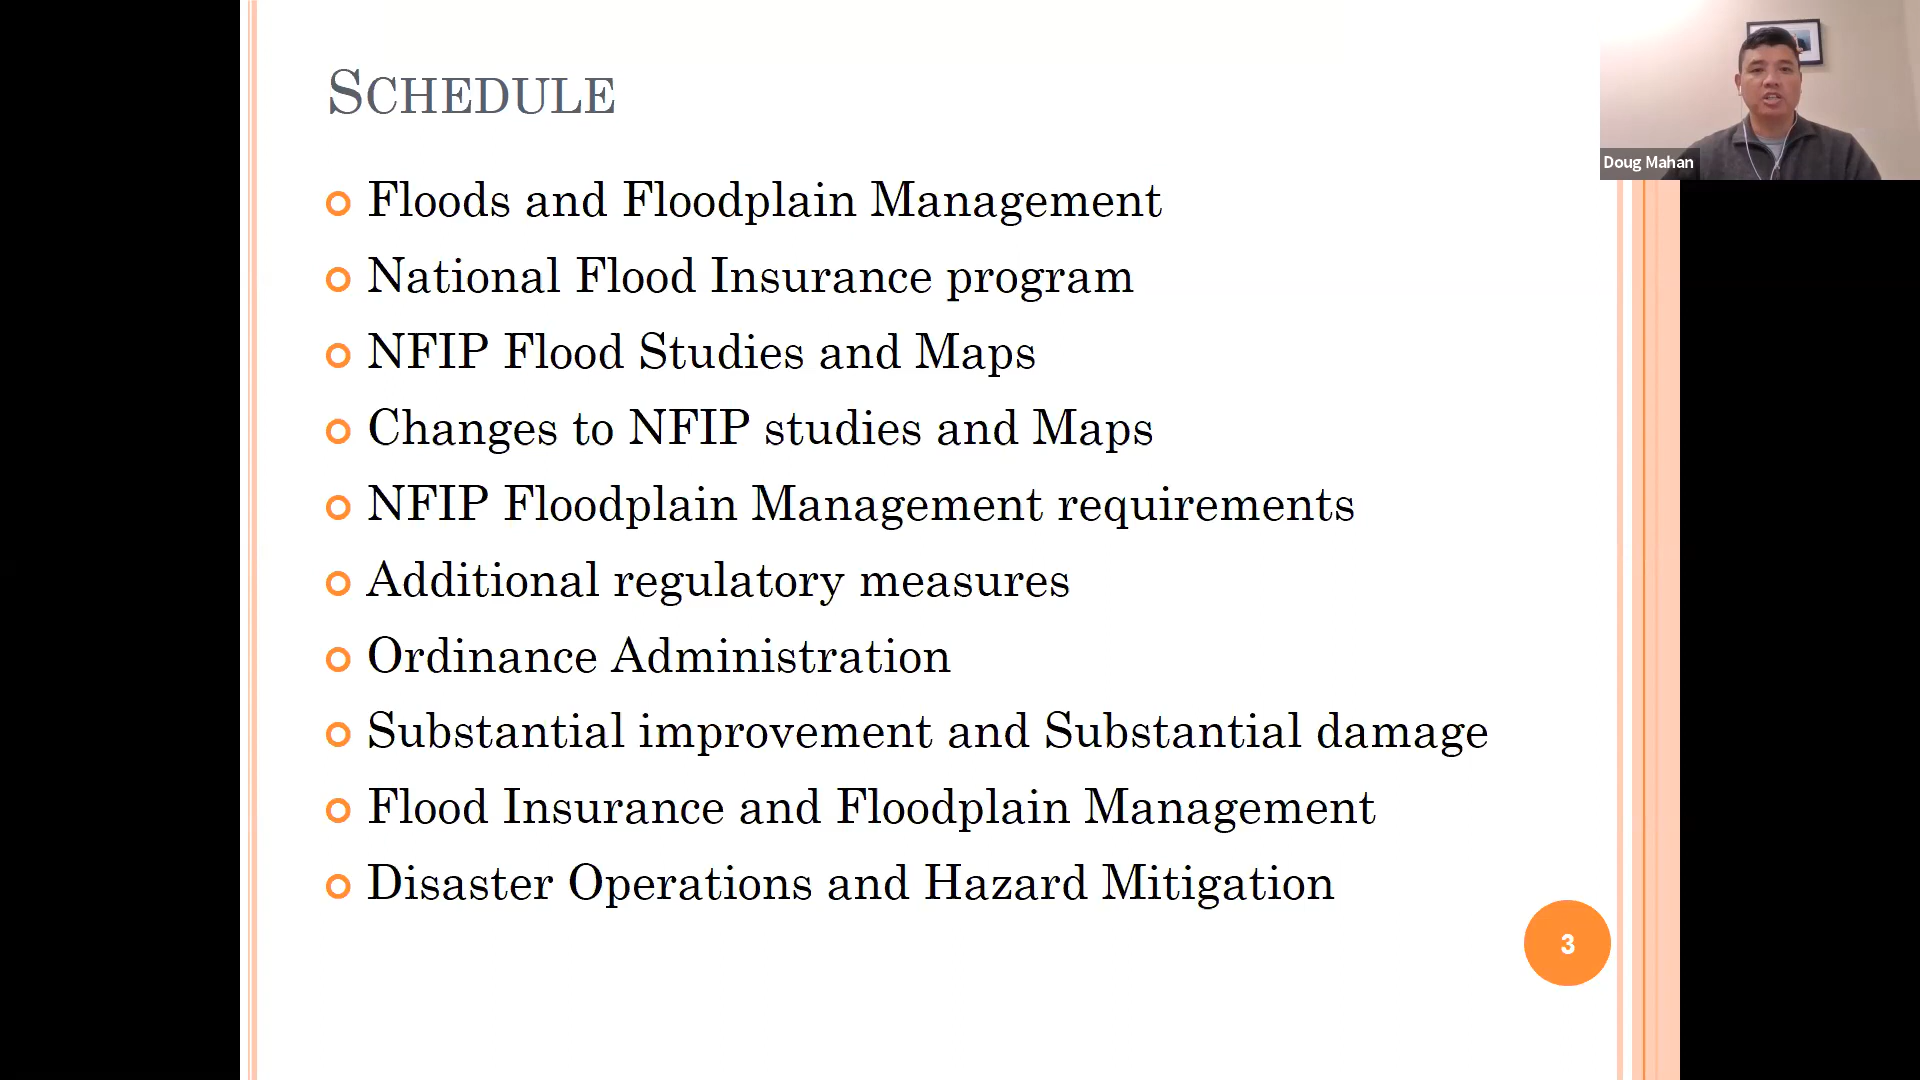 SCHEDULE
Doug Mahan
Floods and Floodplain Management
National Flood Insurance program
NFIP Flood Studies and Maps
Changes to NFIP studies and Maps
NFIP Floodplain Management requirements
Additional regulatory measures
Ordinance Administration
Substantial improvement and Substantial damage
Flood Insurance and Floodplain Management
Disaster Operations and Hazard Mitigation
3